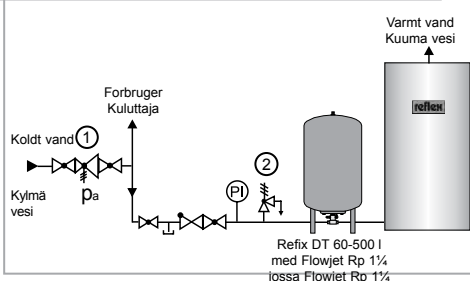 Varmt vand
Kuuma vesi
reflex
Forbruger
Kuluttaja
Koldt vand
1
Kylmä
vesi
pa
PI
2
Refix DT 60-500 l
med Flowjet Rp 1¼
jossa Flowjet Rp 1¼